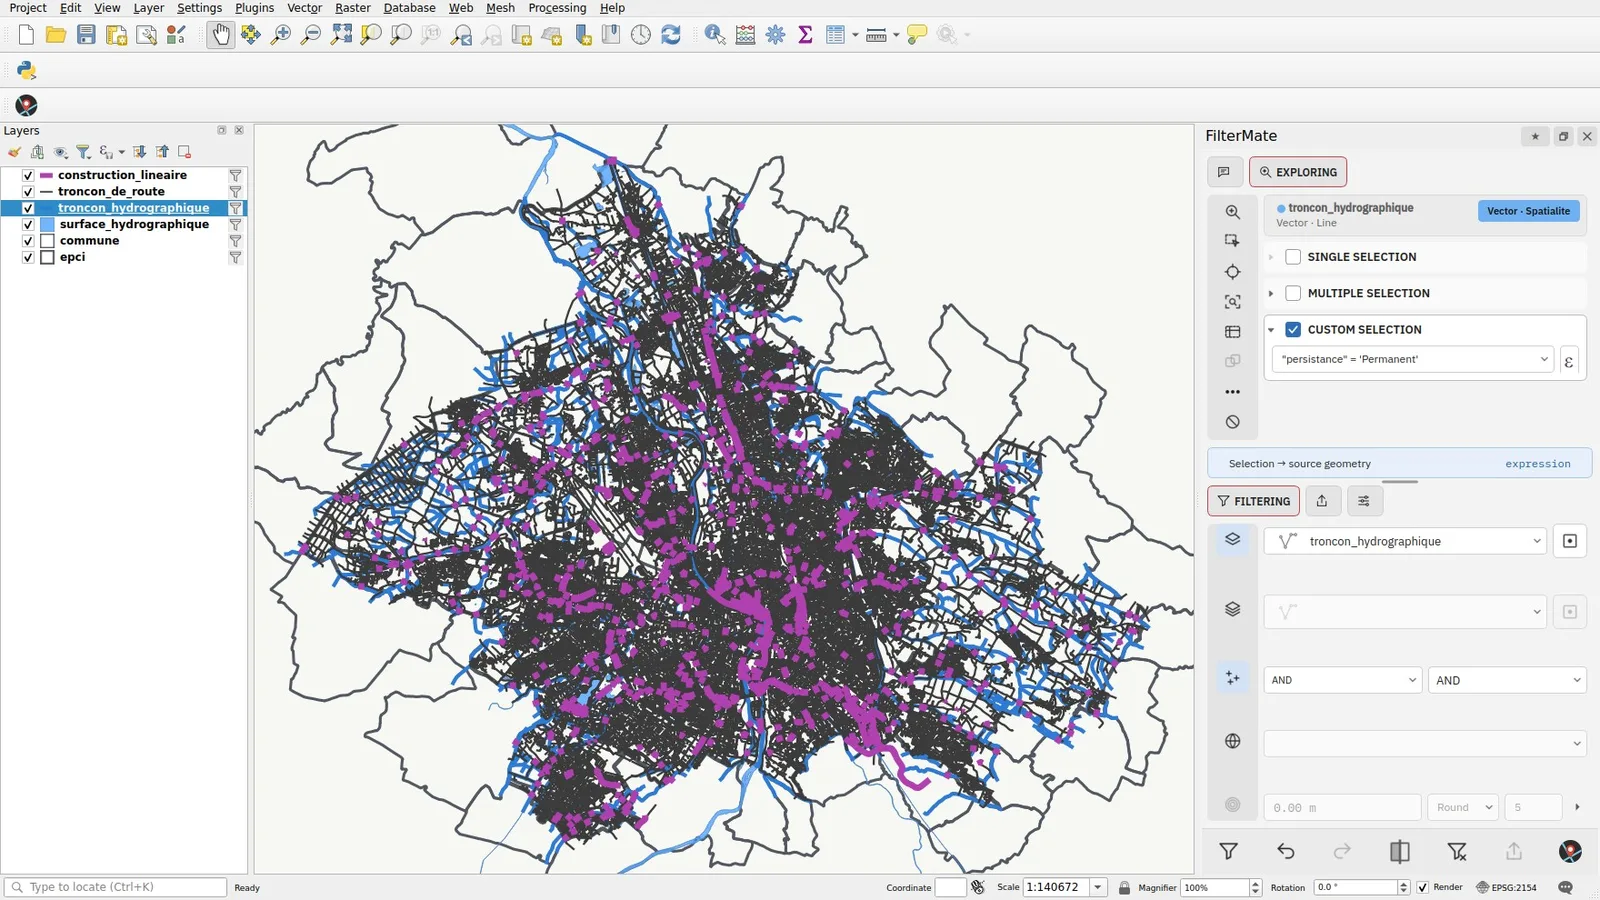 Project Edit View Layer Settings Plugins Vector Raster Database Web Mesh Processing Help
Layers
construction_lineaire
troncon_de_route
troncon_hydrographique
surface_hydrographique
commune
epci
FilterMate
EXPLORING
troncon_hydrographique
Vector · Line
Vector · Spatialite
SINGLE SELECTION
MULTIPLE SELECTION
CUSTOM SELECTION
"persistance" = 'Permanent'
ε
Selection → source geometry expression
FILTERING
troncon_hydrographique
AND AND
0.00 m Round 5
Type to locate (Ctrl+K) Ready Coordinate Scale 1:140672 Magnifier 100% Rotation 0.0 ° Render EPSG:2154